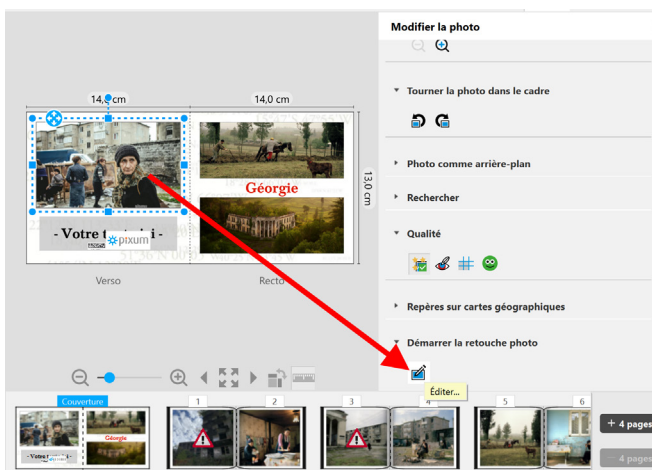 Modifier la photo
14, cm
14,0 cm
Tourner la photo dans le cadre
Photo comme arrière-plan
Géorgie
13,0 cm
Rechercher
- Votre t i -
pixum
Qualité
Verso
Recto
Repères sur cartes géographiques
Démarrer la retouche photo
Éditer...
Couverture
1
2
3
4
5
6
Géorgie
+ 4 pages
- 4 pages